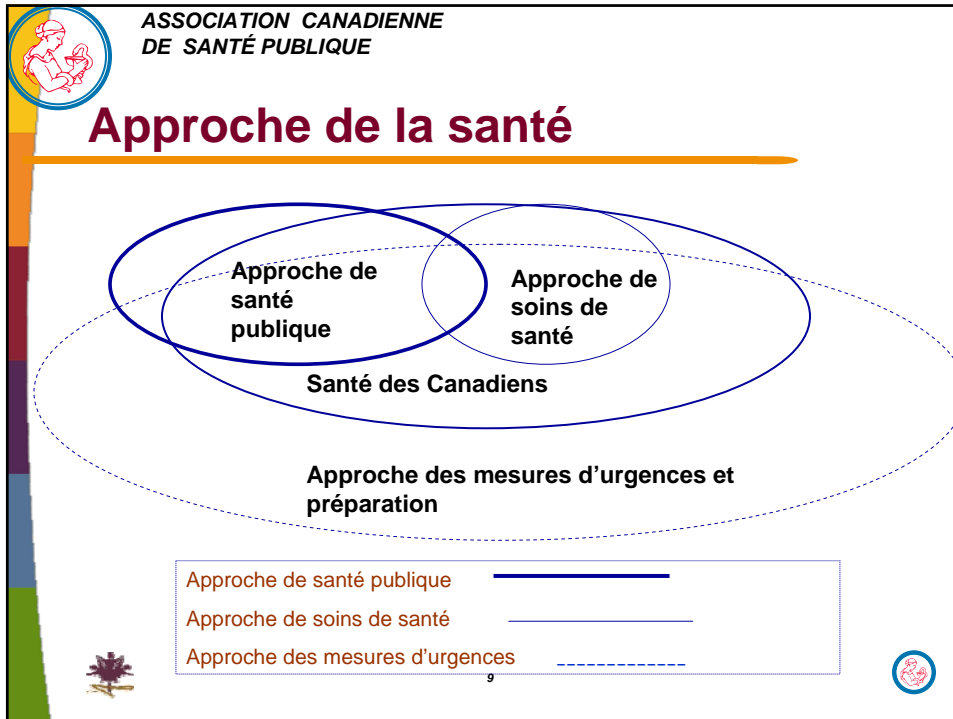 ASSOCIATION CANADIENNE
DE SANTÉ PUBLIQUE
Approche de la santé
Approche de
santé
publique
Approche de
soins de
santé
Santé des Canadiens
Approche des mesures d'urgences et
préparation
Approche de santé publique
Approche de soins de santé
Approche des mesures d'urgences
9